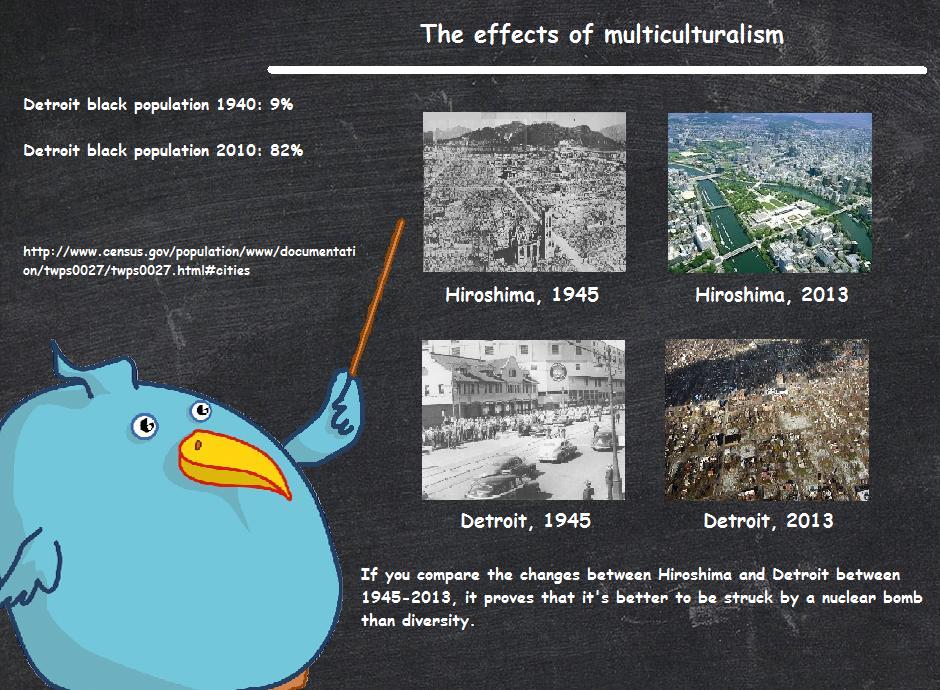 The effects of multiculturalism
Detroit black population 1940: 9%
Detroit black population 2010: 82%
http://www.census.gov/population/www/documentati
on/twps0027/twps0027.html#cities
Hiroshima, 1945
Hiroshima, 2013
Detroit, 1945
Detroit, 2013
If you compare the changes between Hiroshima and Detroit between
1945-2013, it proves that it's better to be struck by a nuclear bomb
than diversity.